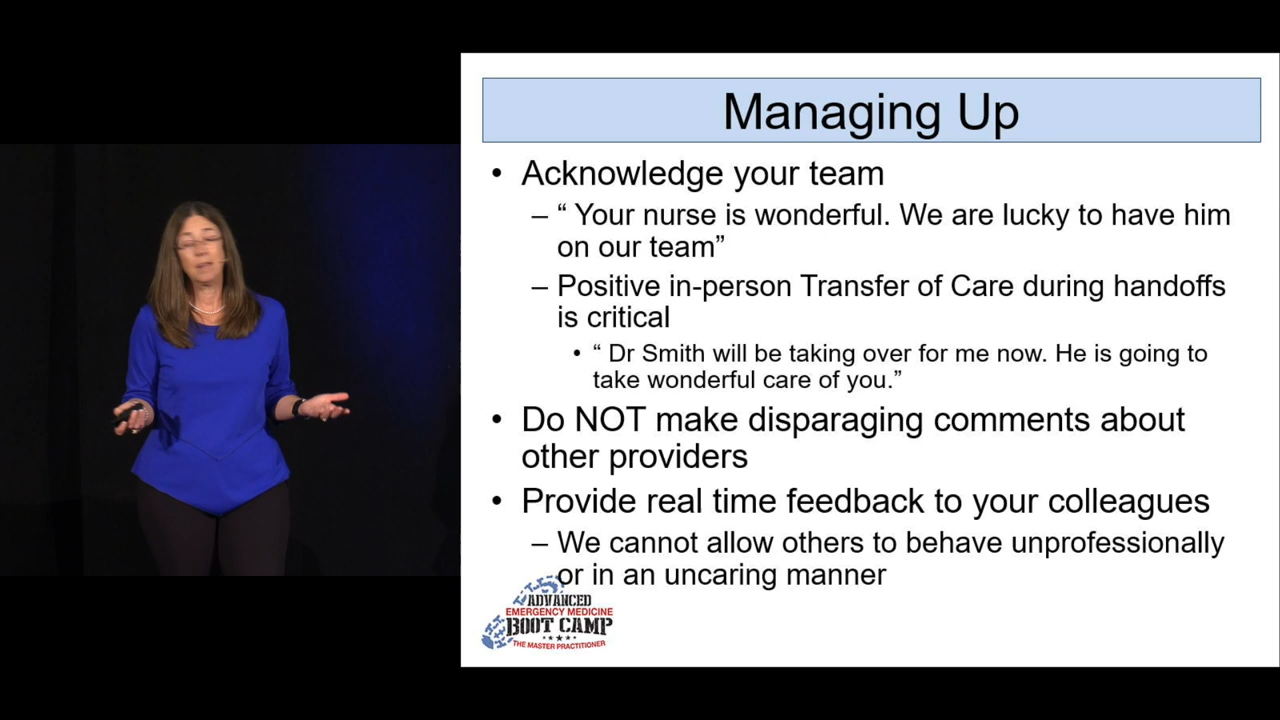 Managing Up
• Acknowledge your team
– “ Your nurse is wonderful. We are lucky to have him
on our team”
– Positive in-person Transfer of Care during handoffs
is critical
• “ Dr Smith will be taking over for me now. He is going to
take wonderful care of you.”
• Do NOT make disparaging comments about
other providers
• Provide real time feedback to your colleagues
– We cannot allow others to behave unprofessionally
or in an uncaring manner
ADVANCED
EMERGENCY MEDICINE
BOOT CAMP
THE MASTER PRACTITIONER